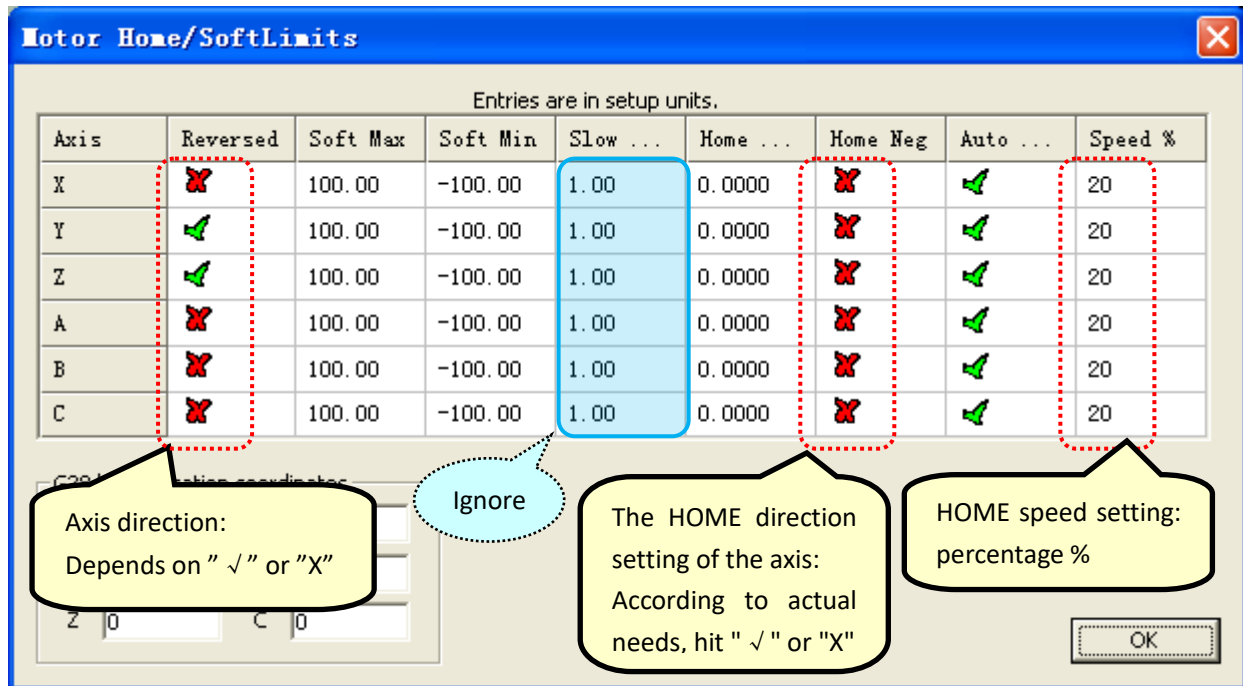 Motor Home/SoftLimits
Entries are in setup units.
Axis Reversed Soft Max Soft Min Slow ... Home ... Home Neg Auto ... Speed %
X 100.00 -100.00 1.00 0.0000 20
Y 100.00 -100.00 1.00 0.0000 20
Z 100.00 -100.00 1.00 0.0000 20
A 100.00 -100.00 1.00 0.0000 20
B 100.00 -100.00 1.00 0.0000 20
C 100.00 -100.00 1.00 0.0000 20
Axis direction:
Depends on ” √ ” or ”X”
Ignore
The HOME direction
setting of the axis:
According to actual
needs, hit " √ " or "X"
HOME speed setting:
percentage %
Z 0 C 0
OK